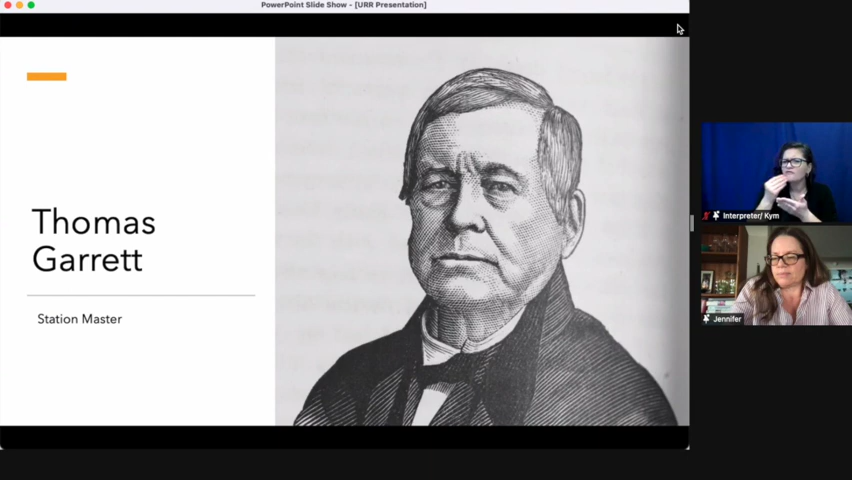 PowerPoint Slide Show - [URR Presentation]
Thomas
Garrett
Station Master
Interpreter/ Kym
Jennifer